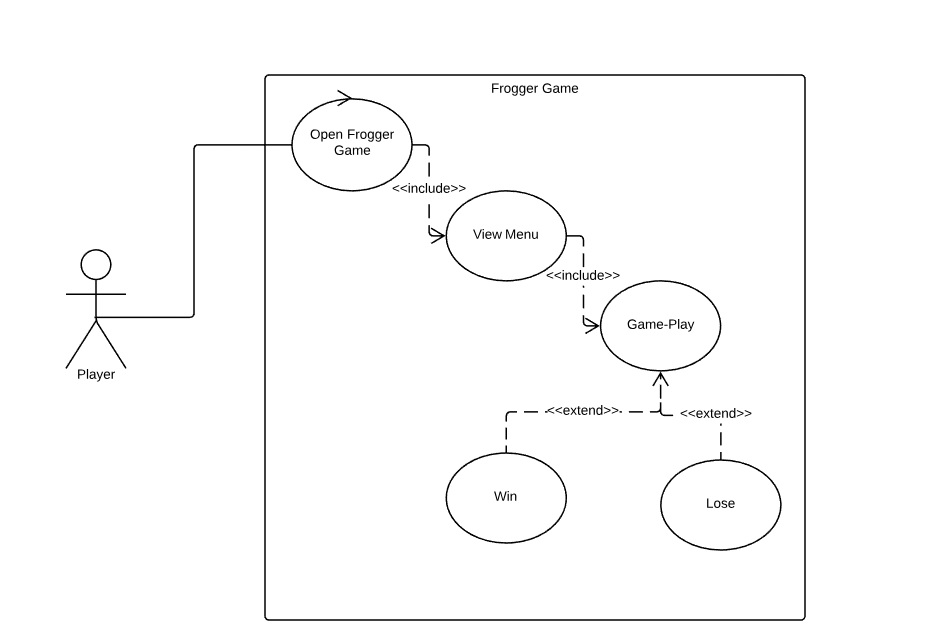 Frogger Game
Open Frogger
Game
<<include>>
View Menu
<<include>>
Game-Play
Player
<<extend>>
<<extend>>
Win
Lose